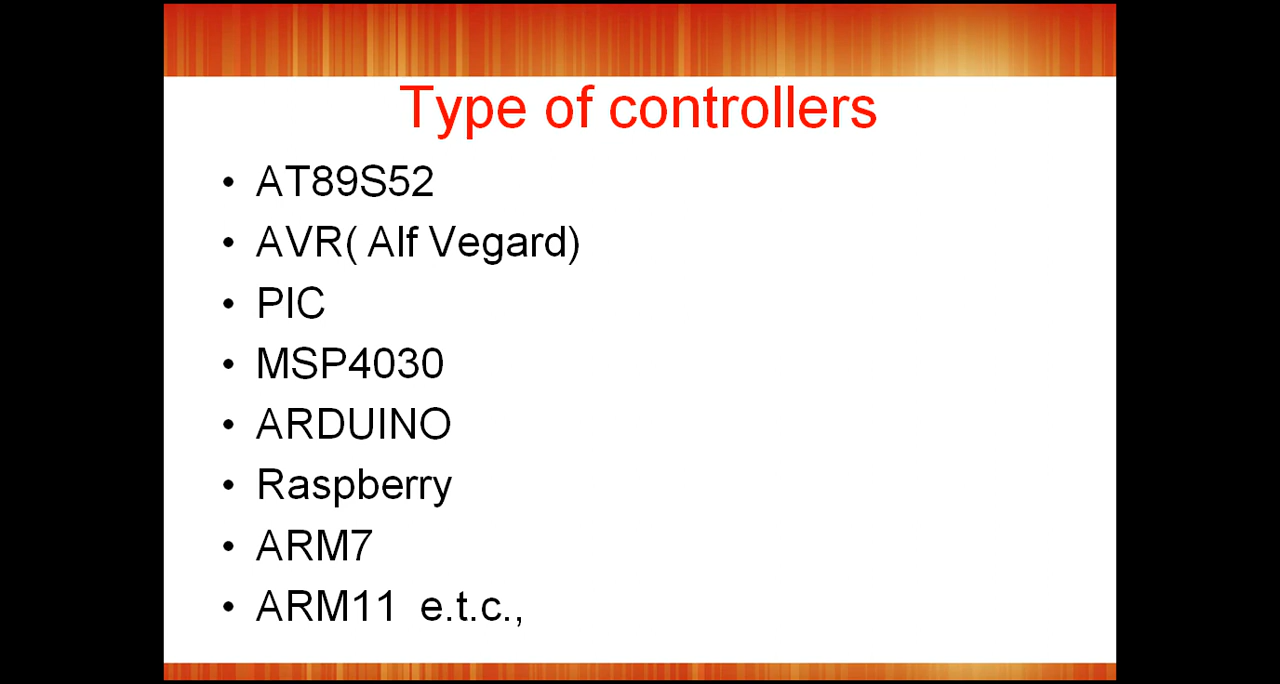 Type of controllers
• AT89S52
• AVR( Alf Vegard)
• PIC
• MSP4030
• ARDUINO
• Raspberry
• ARM7
• ARM11 e.t.c.,